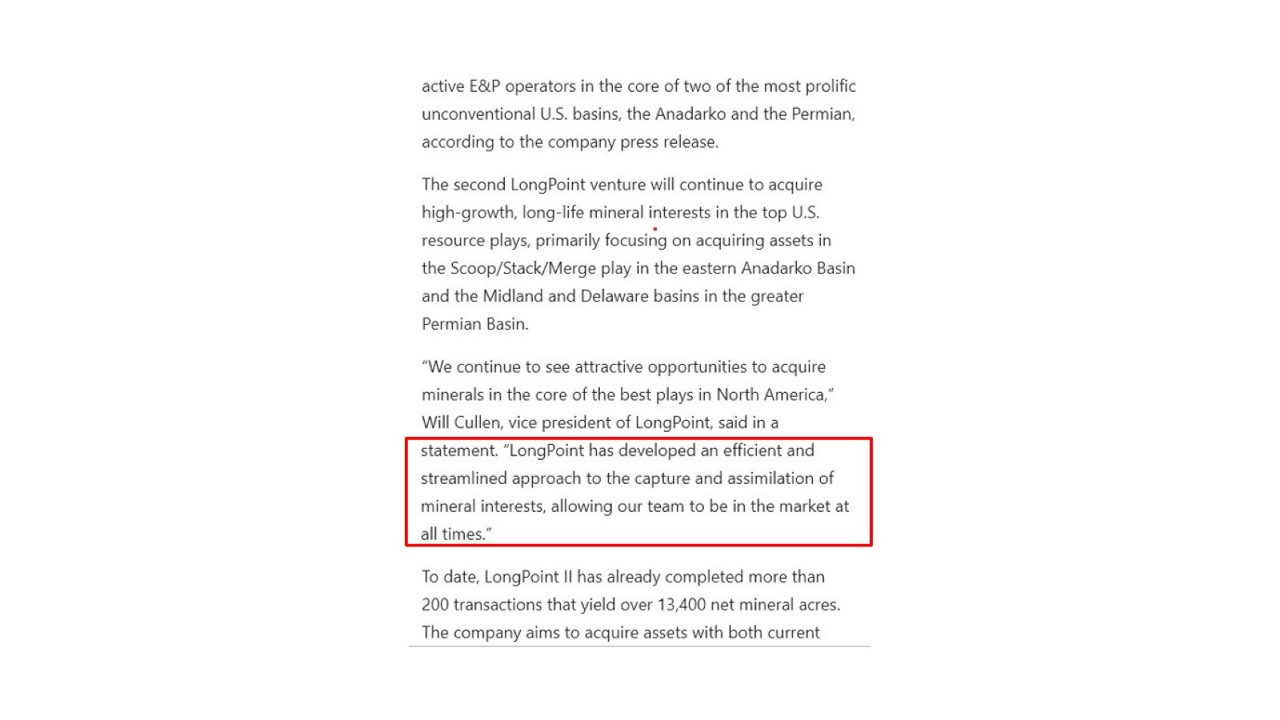 active E&P operators in the core of two of the most prolific
unconventional U.S. basins, the Anadarko and the Permian,
according to the company press release.
The second LongPoint venture will continue to acquire
high-growth, long-life mineral interests in the top U.S.
resource plays, primarily focusing on acquiring assets in
the Scoop/Stack/Merge play in the eastern Anadarko Basin
and the Midland and Delaware basins in the greater
Permian Basin.
“We continue to see attractive opportunities to acquire
minerals in the core of the best plays in North America,”
Will Cullen, vice president of LongPoint, said in a
statement. “LongPoint has developed an efficient and
streamlined approach to the capture and assimilation of
mineral interests, allowing our team to be in the market at
all times.”
To date, LongPoint II has already completed more than
200 transactions that yield over 13,400 net mineral acres.
The company aims to acquire assets with both current